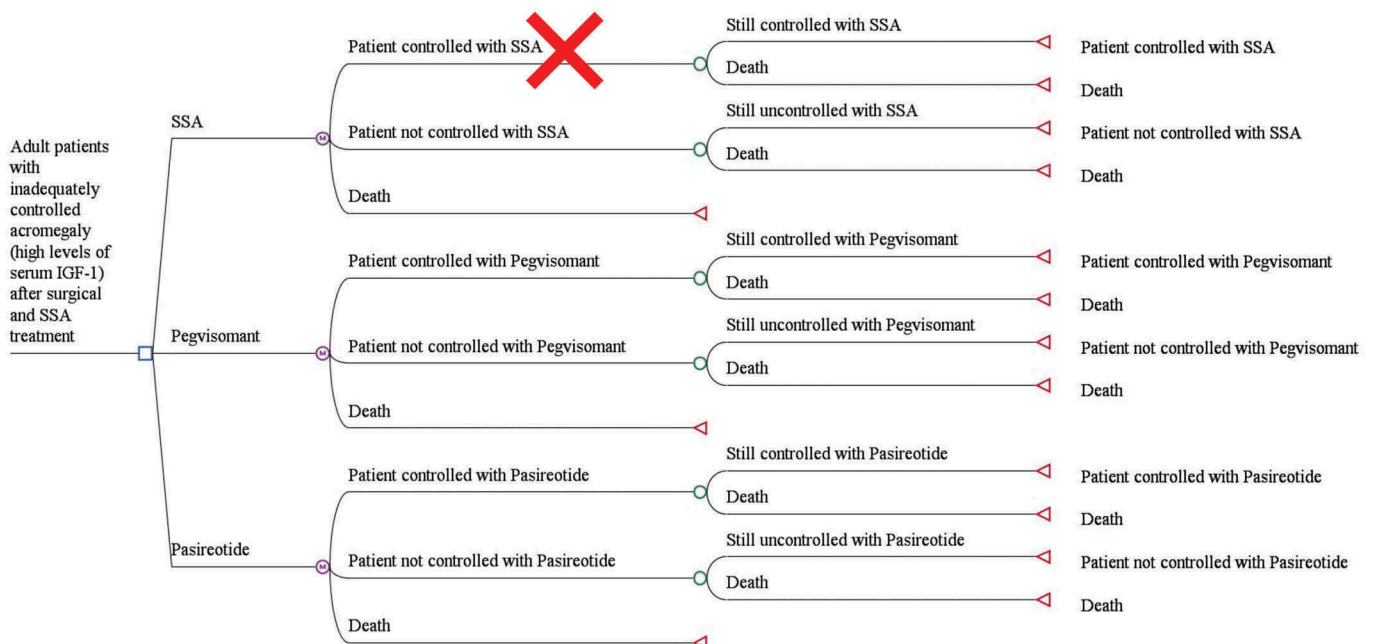 Adult patients
with
inadequately
controlled
acromegaly
(high levels of
serum IGF-1)
after surgical
and SSA
treatment
SSA
Patient controlled with SSA
Still controlled with SSA
Patient controlled with SSA
Death
Death
Patient not controlled with SSA
Still uncontrolled with SSA
Patient not controlled with SSA
Death
Death
M
Death
Pegvisomant
Patient controlled with Pegvisomant
Still controlled with Pegvisomant
Patient controlled with Pegvisomant
Death
Death
Patient not controlled with Pegvisomant
Still uncontrolled with Pegvisomant
Patient not controlled with Pegvisomant
Death
Death
M
Death
Pasireotide
Patient controlled with Pasireotide
Still controlled with Pasireotide
Patient controlled with Pasireotide
Death
Death
Patient not controlled with Pasireotide
Still uncontrolled with Pasireotide
Patient not controlled with Pasireotide
Death
Death
M
Death